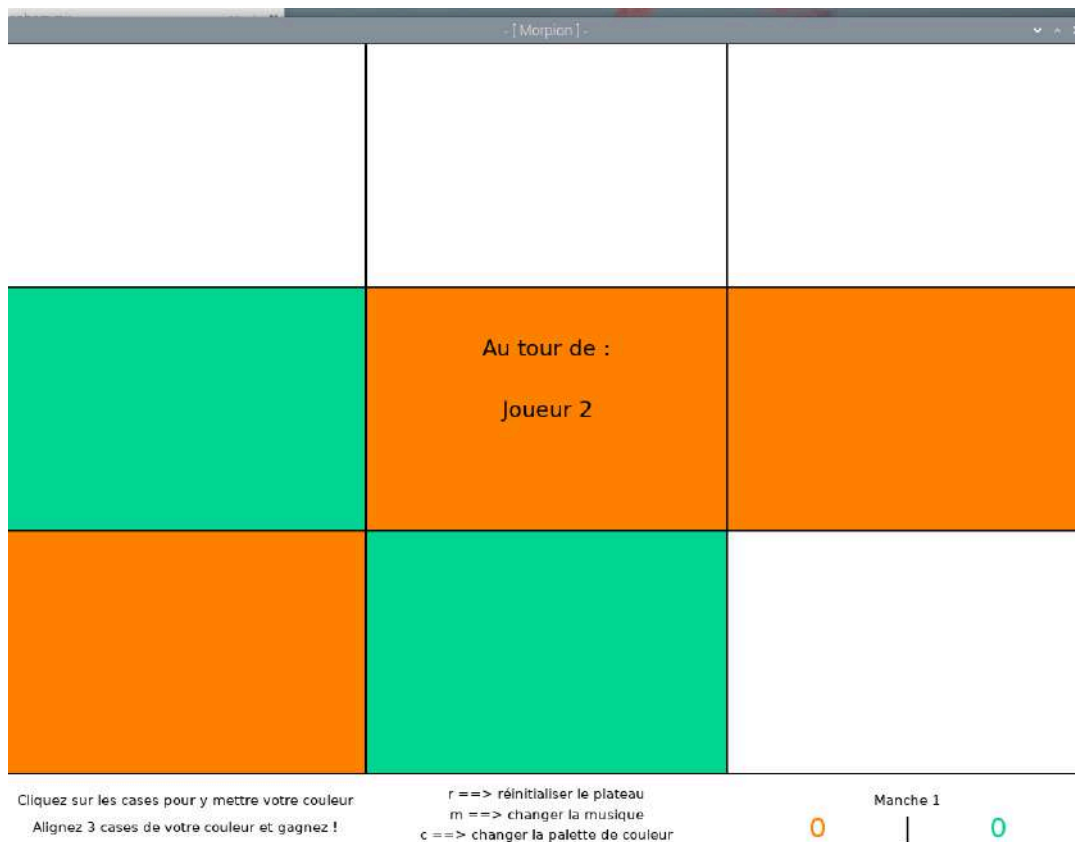 - [ Morpion ] -
Au tour de :
Joueur 2
Cliquez sur les cases pour y mettre votre couleur
Alignez 3 cases de votre couleur et gagnez !
r ==> réinitialiser le plateau
m ==> changer la musique
c ==> changer la palette de couleur
Manche 1
0 | 0